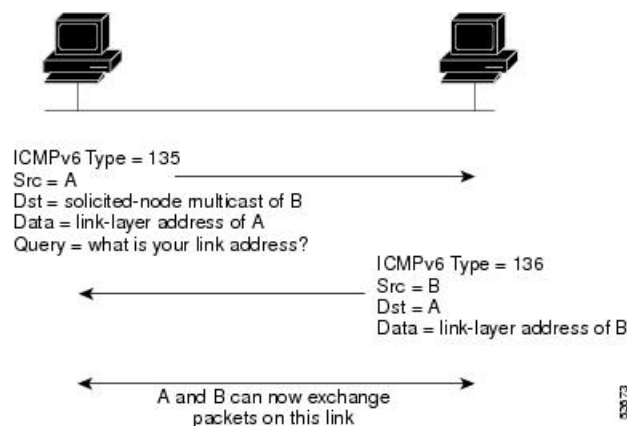 ICMPv6 Type = 135
Src = A
Dst = solicited-node multicast of B
Data = link-layer address of A
Query = what is your link address?
ICMPv6 Type = 136
Src = B
Dst = A
Data = link-layer address of B
A and B can now exchange
packets on this link